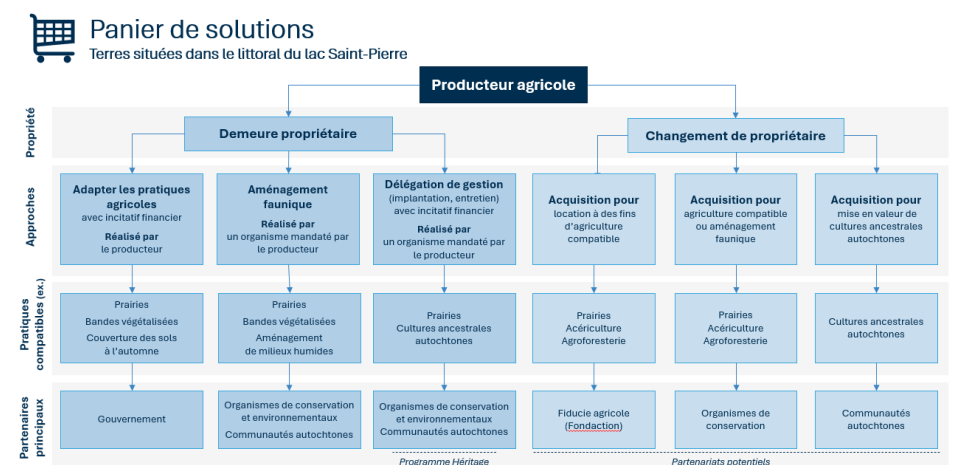 Panier de solutions
Terres situées dans le littoral du lac Saint-Pierre
Producteur agricole
Propriété
Demeure propriétaire
Changement de propriétaire
Approches
Adapter les pratiques
agricoles
avec incitatif financier
Réalisé par
le producteur
Aménagement
faunique
Réalisé par
un organisme mandaté par
le producteur
Délégation de gestion
(implantation, entretien)
avec incitatif financier
Réalisé par
un organisme mandaté par
le producteur
Acquisition pour
location à des fins
d'agriculture
compatible
Acquisition pour
agriculture compatible
ou aménagement
faunique
Acquisition pour
mise en valeur de
cultures ancestrales
autochtones
Pratiques
compatibles (ex.)
Prairies
Bandes végétalisées
Couverture des sols
à l'automne
Prairies
Bandes végétalisées
Aménagement
de milieux humides
Prairies
Cultures ancestrales
autochtones
Prairies
Acériculture
Agroforesterie
Prairies
Acériculture
Agroforesterie
Cultures ancestrales
autochtones
Partenaires
principaux
Gouvernement
Organismes de conservation
et environnementaux
Communautés autochtones
Organismes de conservation
et environnementaux
Communautés autochtones
Fiducie agricole
(Fondaction)
Organismes de
conservation
Communautés
autochtones
Programme Héritage
Partenariats potentiels